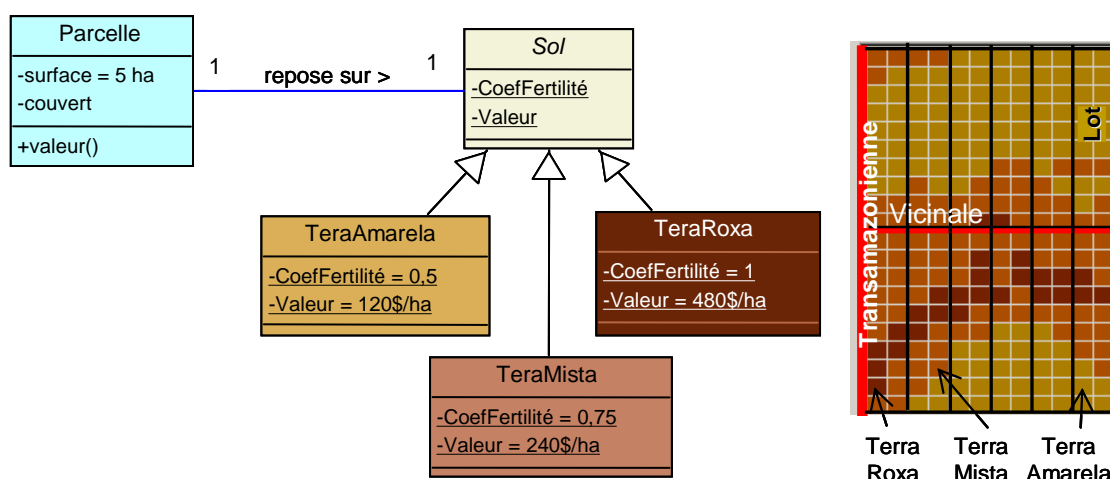 Parcelle
-surface = 5 ha
-couvert
+valeur()
1
repose sur >
1
Sol
-CoefFertilité
-Valeur
TeraAmarela
-CoefFertilité = 0,5
-Valeur = 120$/ha
TeraRoxa
-CoefFertilité = 1
-Valeur = 480$/ha
TeraMista
-CoefFertilité = 0,75
-Valeur = 240$/ha
Transamazonienne
Vicinale
Lot
Terra
Roxa
Terra
Mista
Terra
Amarela